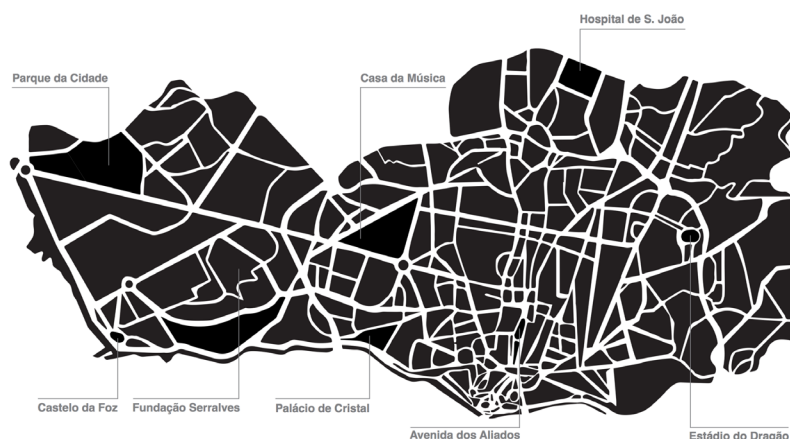 Hospital de S. João
Parque da Cidade
Casa da Música
Castelo da Foz
Fundação Serralves
Palácio de Cristal
Avenida dos Aliados
Estádio do Dragão